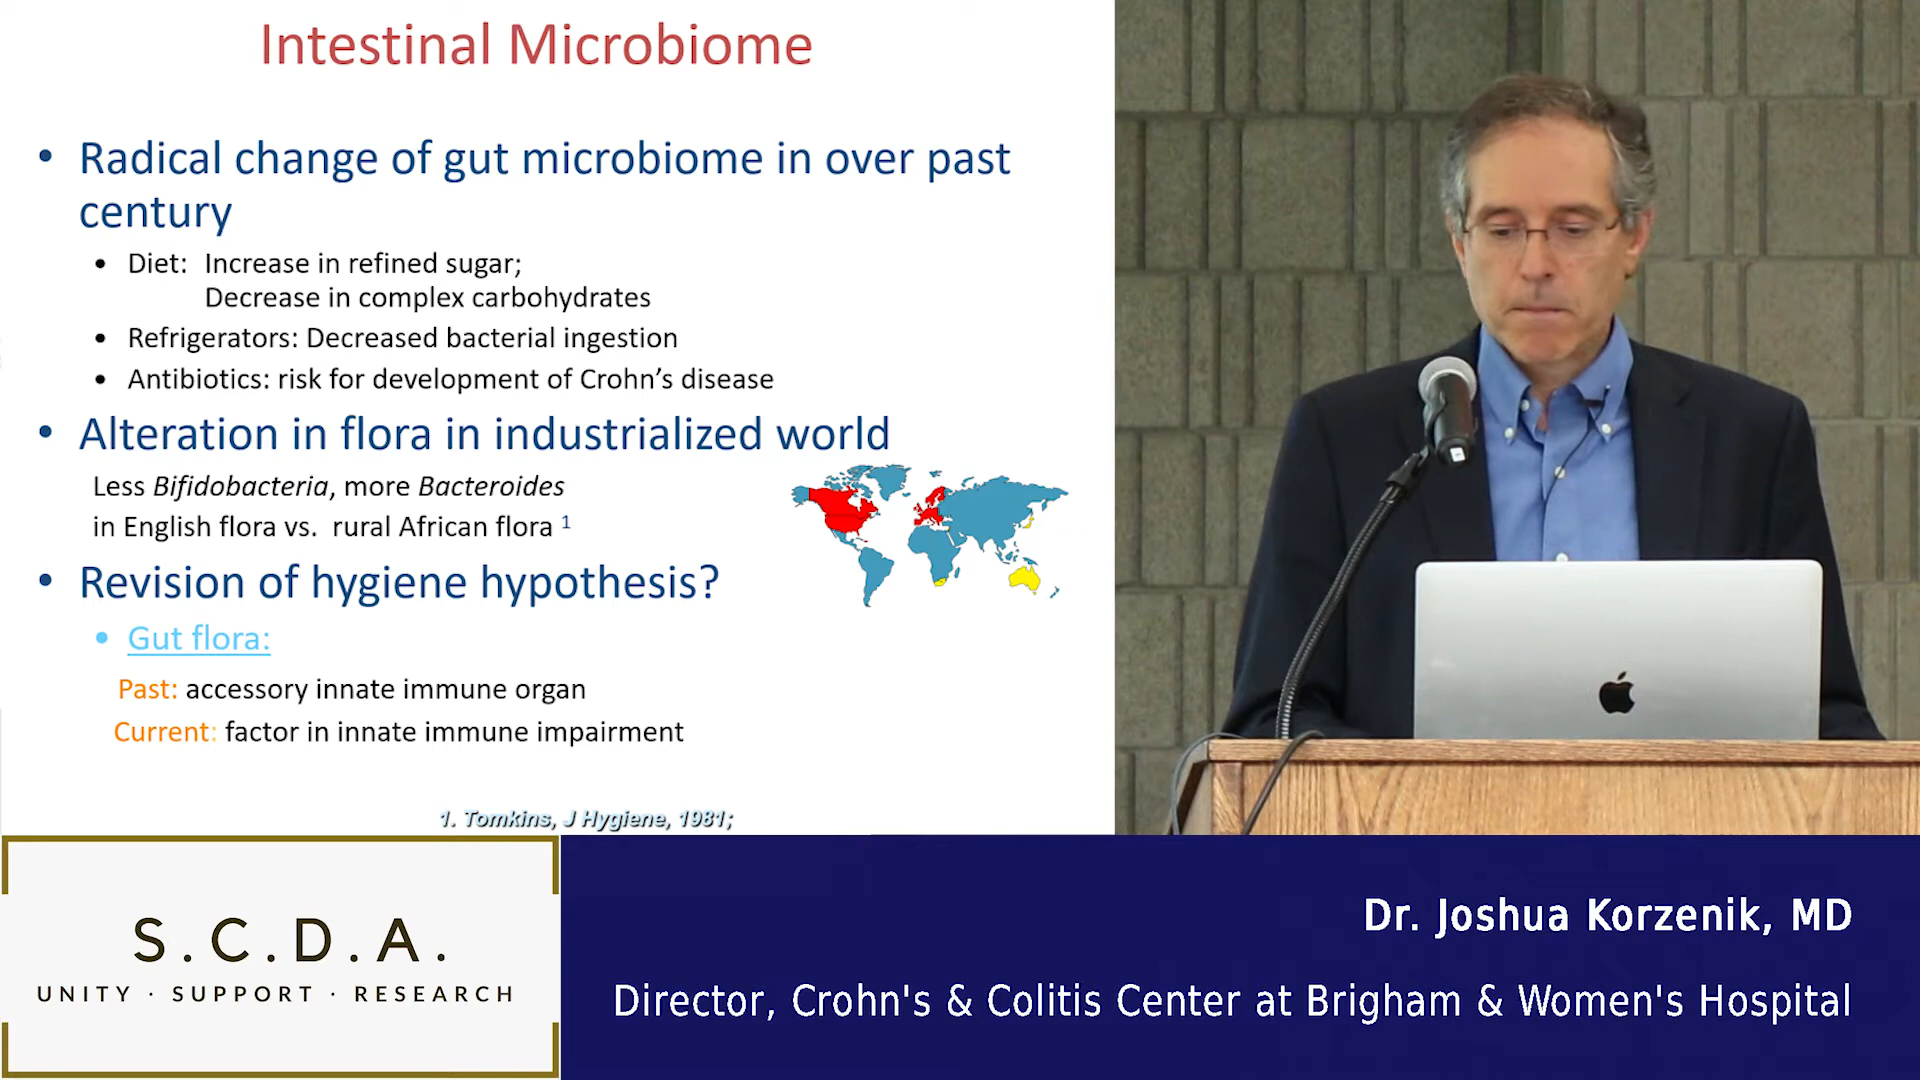 Intestinal Microbiome
• Radical change of gut microbiome in over past
century
• Diet: Increase in refined sugar;
Decrease in complex carbohydrates
• Refrigerators: Decreased bacterial ingestion
• Antibiotics: risk for development of Crohn’s disease
• Alteration in flora in industrialized world
Less Bifidobacteria, more Bacteroides
in English flora vs. rural African flora 1
• Revision of hygiene hypothesis?
• Gut flora:
Past: accessory innate immune organ
Current: factor in innate immune impairment
1. Tomkins, J Hygiene, 1981;
S.C.D.A.
UNITY · SUPPORT · RESEARCH
Dr. Joshua Korzenik, MD
Director, Crohn's & Colitis Center at Brigham & Women's Hospital